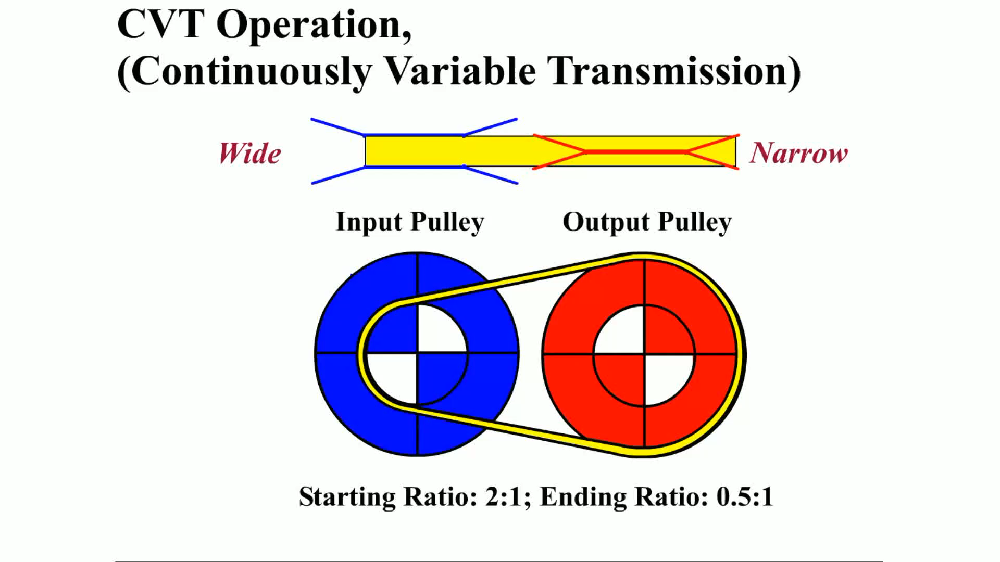 CVT Operation,
(Continuously Variable Transmission)
Wide
Narrow
Input Pulley
Output Pulley
Starting Ratio: 2:1; Ending Ratio: 0.5:1